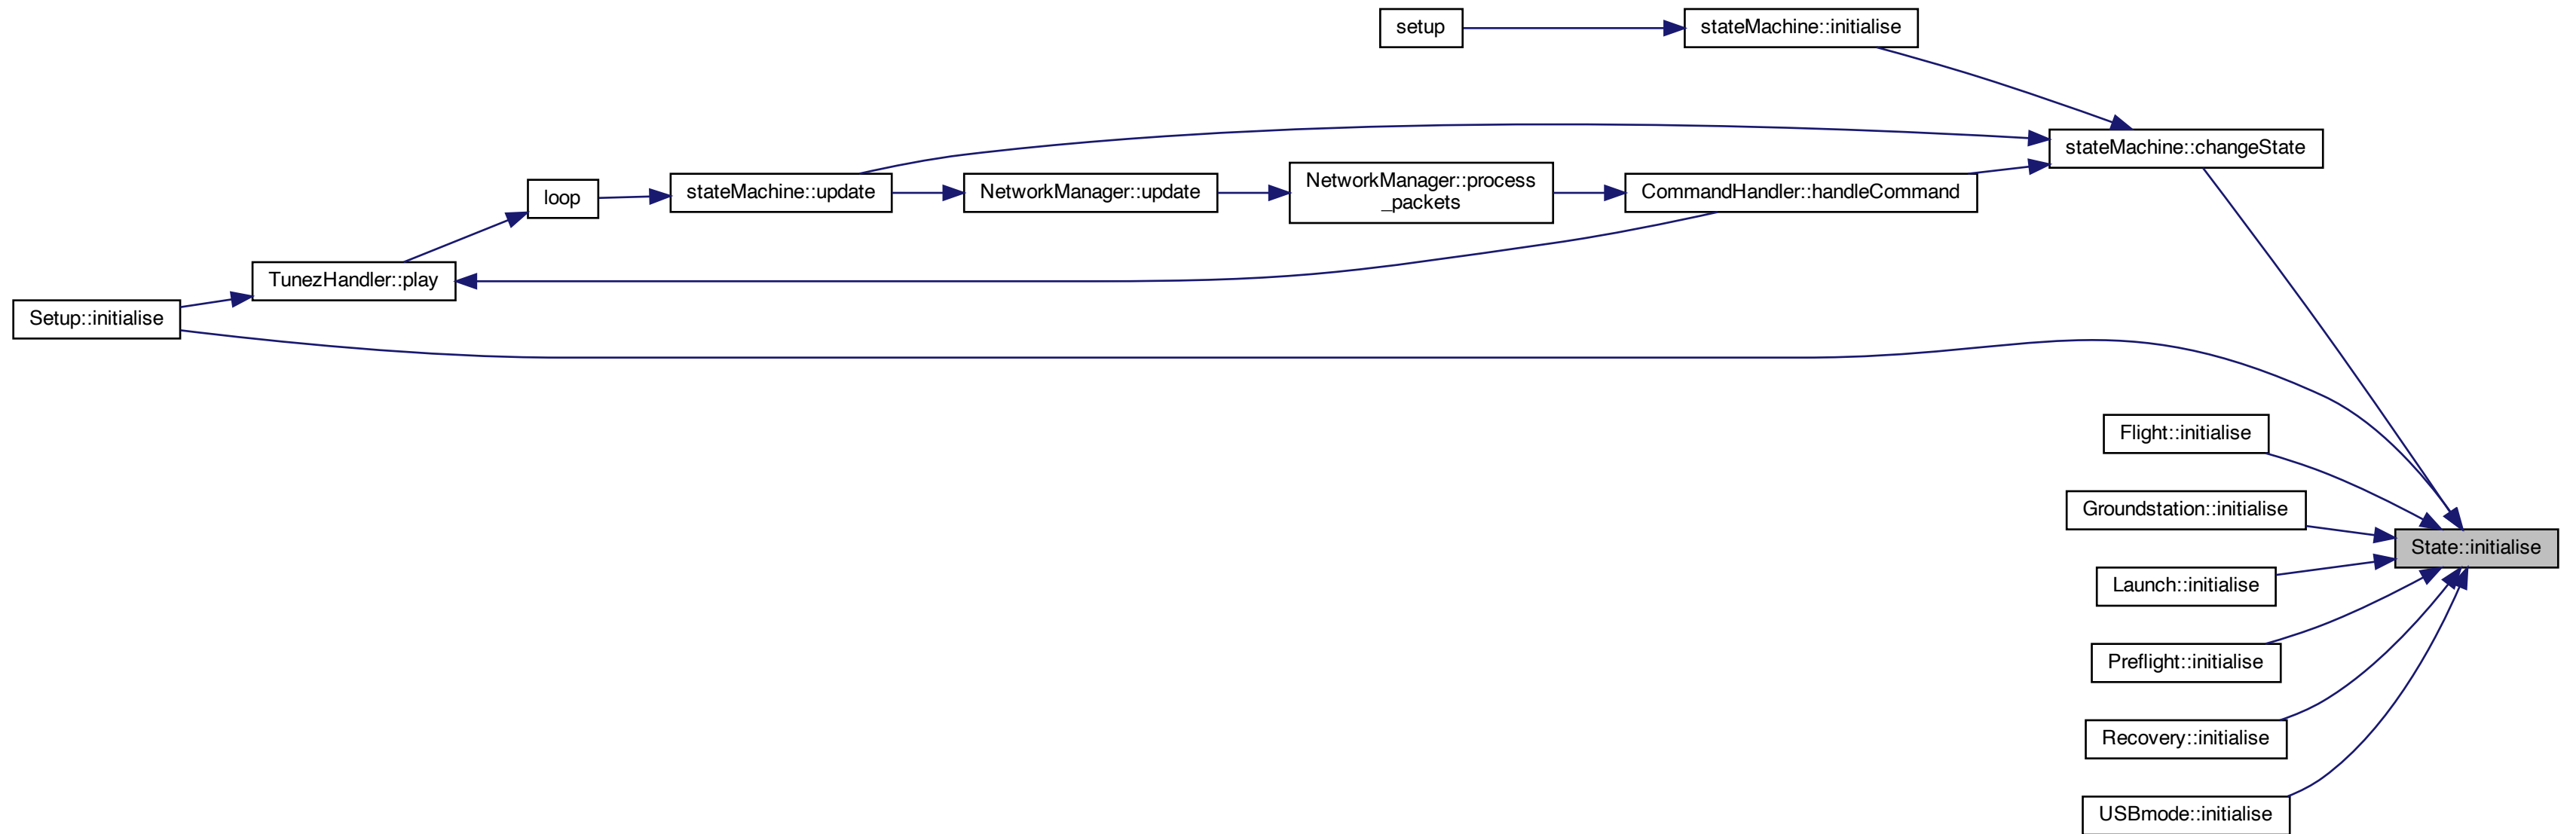 setup
stateMachine::initialise
stateMachine::changeState
loop
stateMachine::update
NetworkManager::update
NetworkManager::process
_packets
CommandHandler::handleCommand
TunezHandler::play
Setup::initialise
Flight::initialise
Groundstation::initialise
State::initialise
Launch::initialise
Preflight::initialise
Recovery::initialise
USBmode::initialise